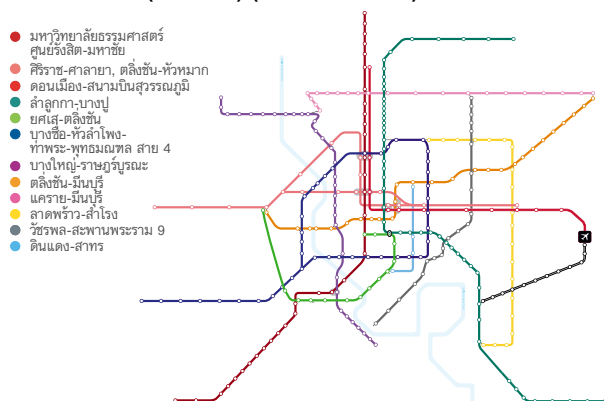 มหาวิทยาลัยธรรมศาสตร์
ศูนย์รังสิต-มหาชัย
ศิริราช-ศาลายา, ตลิ่งชัน-หัวหมาก
ดอนเมือง-สนามบินสุวรรณภูมิ
ลำลูกกา-บางปู
ยศเส-ตลิ่งชัน
บางซื่อ-หัวลำโพง-
ท่าพระ-พุทธมณฑล สาย 4
บางใหญ่-ราษฎร์บูรณะ
ตลิ่งชัน-มีนบุรี
แคราย-มีนบุรี
ลาดพร้าว-สำโรง
วัชรพล-สะพานพระราม 9
ดินแดง-สาทร